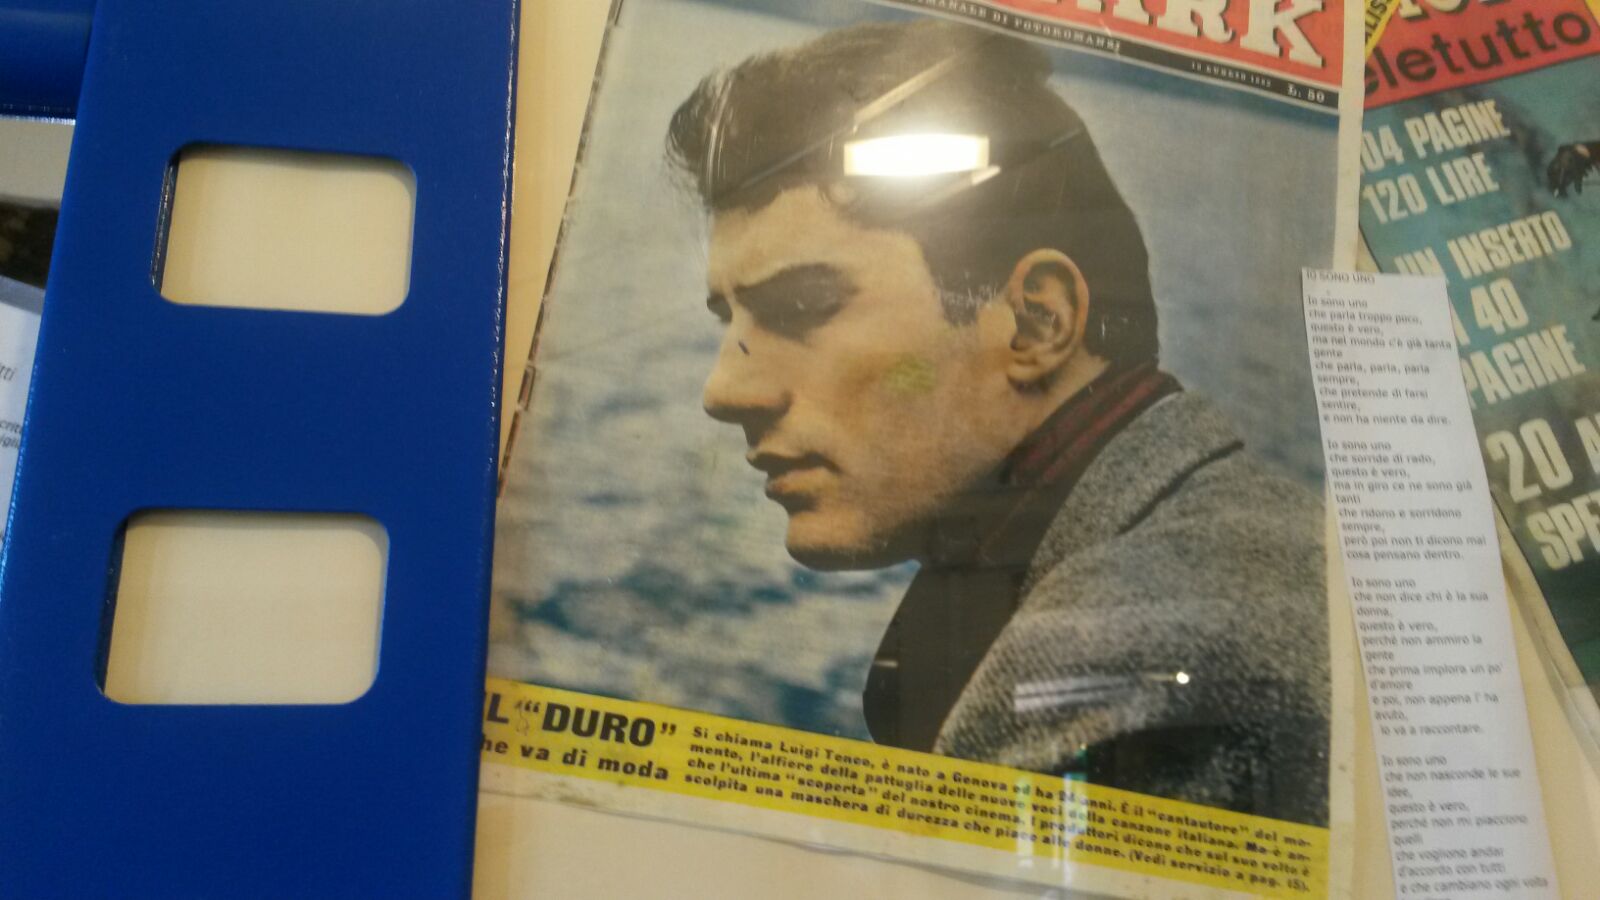 ARK
DI FOTOROMANZI
L. 50
eletutto
04 PAGINE
120 LIRE
UN INSERTO
40
PAGINE
20
SPE
IL “DURO”
he va di moda
Si chiama Luigi Tenco, è nato a Genova ed ha 24 anni. È il “cantautore” del mo-
mento, l'alfiere della pattuglia delle nuove voci della canzone italiana. Ma è an-
che l'ultima “scoperta” del nostro cinema. I produttori dicono che sul suo volto è
scolpita una maschera di durezza che piace alle donne. (Vedi servizio a pag. 15).
IO SONO UNO
Io sono uno
che parla troppo poco,
questo è vero,
ma nel mondo c'è già tanta
gente
che parla, parla, parla
sempre,
che pretende di farsi
sentire,
e non ha niente da dire.
Io sono uno
che sorride di rado,
questo è vero,
ma in giro ce ne sono già
tanti
che ridono e sorridono
sempre,
però poi non ti dicono mai
cosa pensano dentro.
Io sono uno
che non dice chi è la sua
donna,
questo è vero,
perché non ammiro la
gente
che prima implora un po'
d'amore
e poi, non appena l' ha
avuto,
lo va a raccontare.
Io sono uno
che non nasconde le sue
idee,
questo è vero,
perché non mi piacciono
quelli
che vogliono andar
d'accordo con tutti
e che cambiano ogni volta